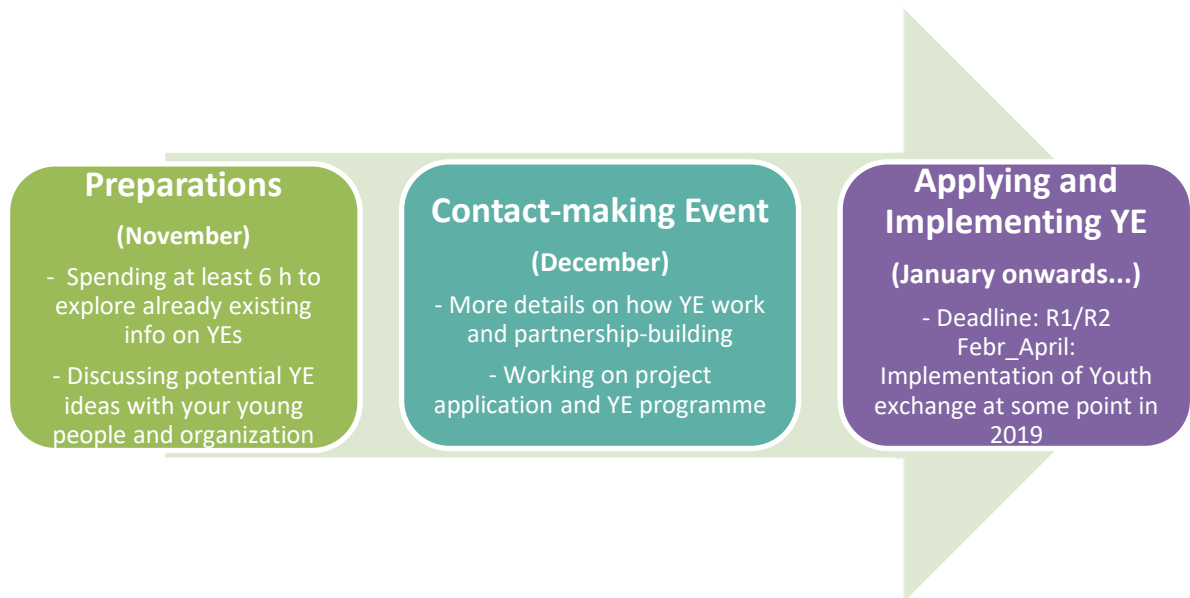 Preparations
(November)
- Spending at least 6 h to
explore already existing
info on YEs
- Discussing potential YE
ideas with your young
people and organization
Contact-making Event
(December)
- More details on how YE work
and partnership-building
- Working on project
application and YE programme
Applying and
Implementing YE
(January onwards...)
- Deadline: R1/R2
Febr_April:
Implementation of Youth
exchange at some point in
2019